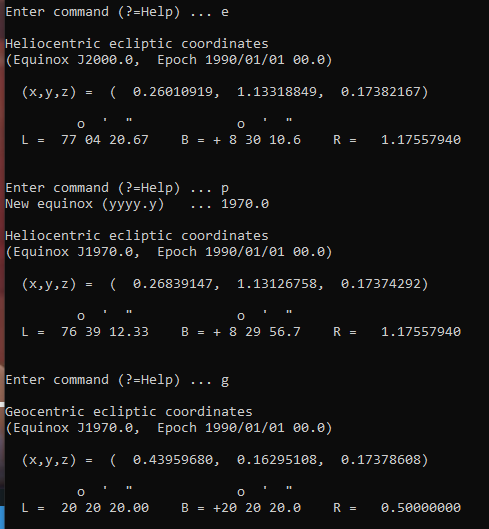 Enter command (?=Help) ... e
Heliocentric ecliptic coordinates
(Equinox J2000.0,  Epoch 1990/01/01 00.0)
(x,y,z) =  (  0.26010919,  1.13318849,  0.17382167)
o  '  "             o  '  "
L =  77 04 20.67    B = + 8 30 10.6    R =   1.17557940
Enter command (?=Help) ... p
New equinox (yyyy.y)   ... 1970.0
Heliocentric ecliptic coordinates
(Equinox J1970.0,  Epoch 1990/01/01 00.0)
(x,y,z) =  (  0.26839147,  1.13126758,  0.17374292)
o  '  "             o  '  "
L =  76 39 12.33    B = + 8 29 56.7    R =   1.17557940
Enter command (?=Help) ... g
Geocentric ecliptic coordinates
(Equinox J1970.0,  Epoch 1990/01/01 00.0)
(x,y,z) =  (  0.43959680,  0.16295108,  0.17378608)
o  '  "             o  '  "
L =  20 20 20.00    B = +20 20 20.0    R =   0.50000000